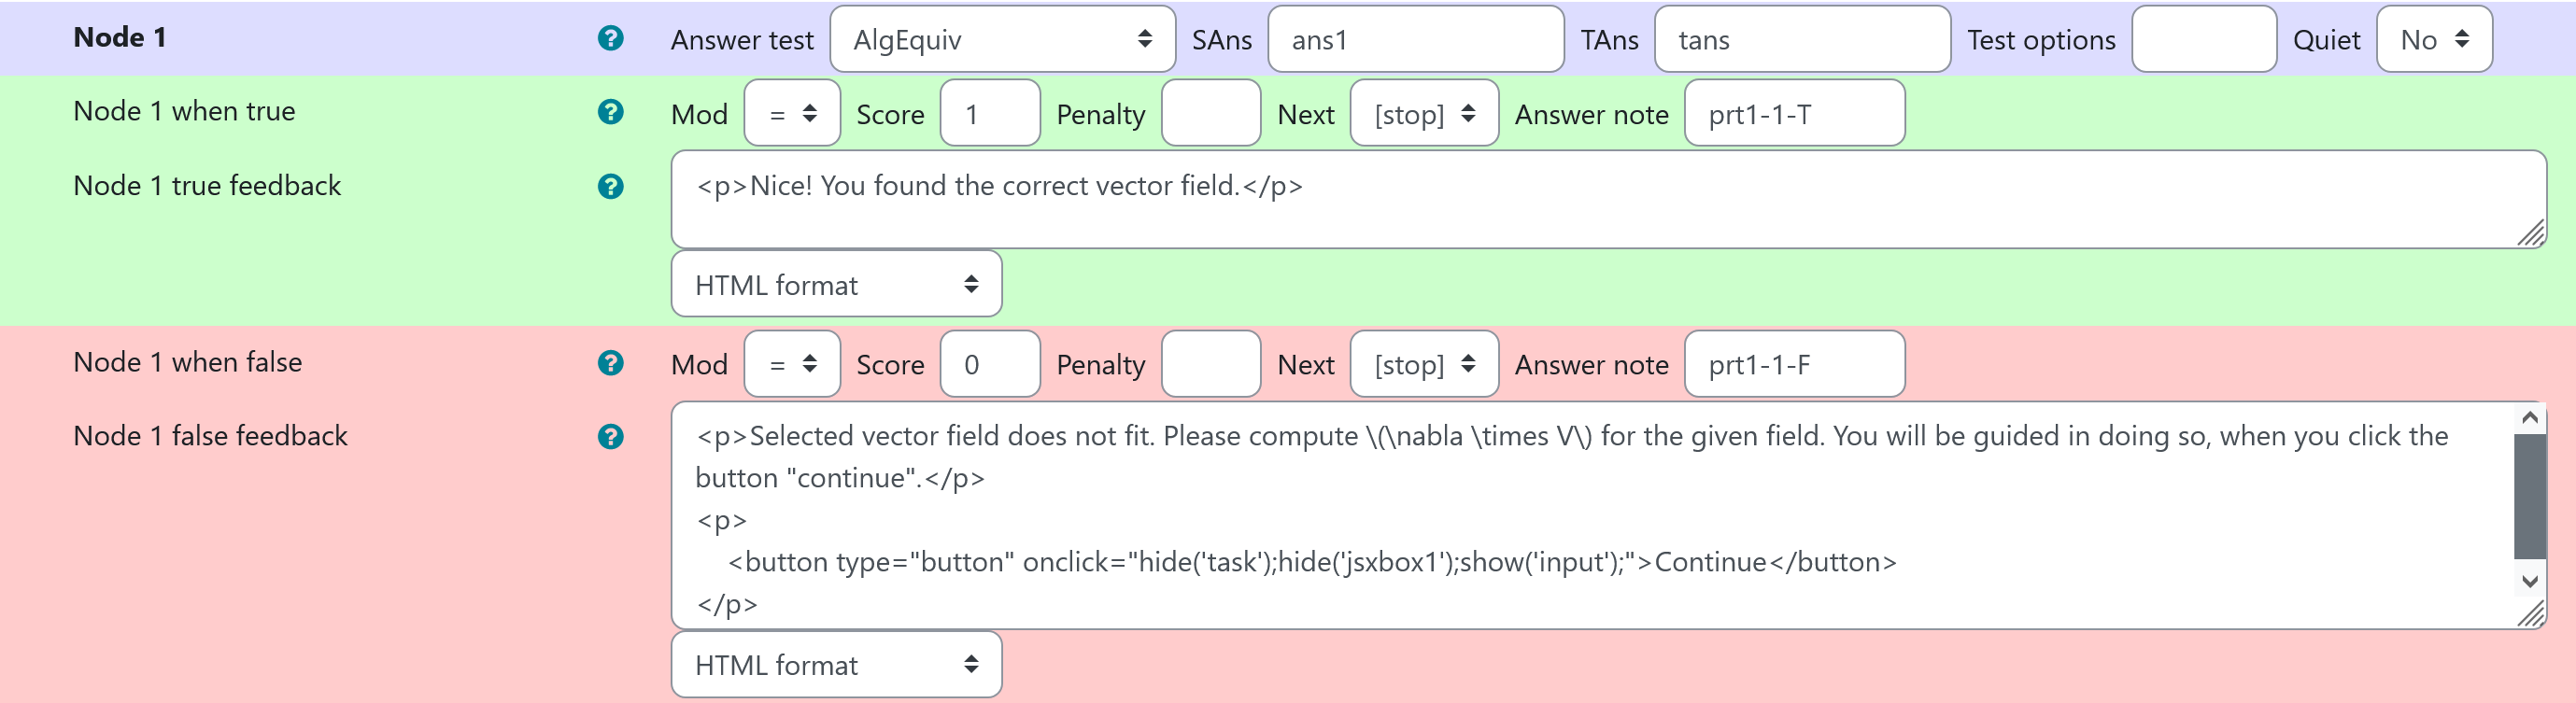 Node 1 ? Answer test AlgEquiv SAns ans1 TAns tans Test options Quiet No
Node 1 when true ? Mod = Score 1 Penalty Next [stop] Answer note prt1-1-T
Node 1 true feedback ? <p>Nice! You found the correct vector field.</p>
HTML format
Node 1 when false ? Mod = Score 0 Penalty Next [stop] Answer note prt1-1-F
Node 1 false feedback ? <p>Selected vector field does not fit. Please compute \(\nabla \times V\) for the given field. You will be guided in doing so, when you click the
button "continue".</p>
<p>
<button type="button" onclick="hide('task');hide('jsxbox1');show('input');">Continue</button>
</p>
HTML format